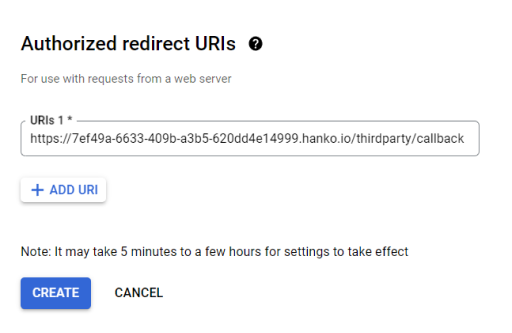 Authorized redirect URIs ?
For use with requests from a web server
URIs 1 *
https://7ef49a-6633-409b-a3b5-620dd4e14999.hanko.io/thirdparty/callback
+ ADD URI
Note: It may take 5 minutes to a few hours for settings to take effect
CREATE CANCEL